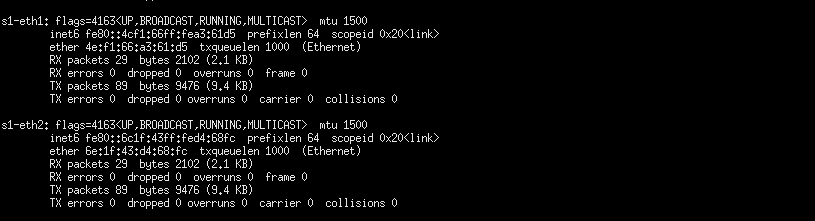 s1-eth1: flags=4163<UP,BROADCAST,RUNNING,MULTICAST>  mtu 1500
        inet6 fe80::4cf1:66ff:fea3:61d5  prefixlen 64  scopeid 0x20<link>
        ether 4e:f1:66:a3:61:d5  txqueuelen 1000  (Ethernet)
        RX packets 29  bytes 2102 (2.1 KB)
        RX errors 0  dropped 0  overruns 0  frame 0
        TX packets 89  bytes 9476 (9.4 KB)
        TX errors 0  dropped 0 overruns 0  carrier 0  collisions 0

s1-eth2: flags=4163<UP,BROADCAST,RUNNING,MULTICAST>  mtu 1500
        inet6 fe80::6c1f:43ff:fed4:68fc  prefixlen 64  scopeid 0x20<link>
        ether 6e:1f:43:d4:68:fc  txqueuelen 1000  (Ethernet)
        RX packets 29  bytes 2102 (2.1 KB)
        RX errors 0  dropped 0  overruns 0  frame 0
        TX packets 89  bytes 9476 (9.4 KB)
        TX errors 0  dropped 0 overruns 0  carrier 0  collisions 0